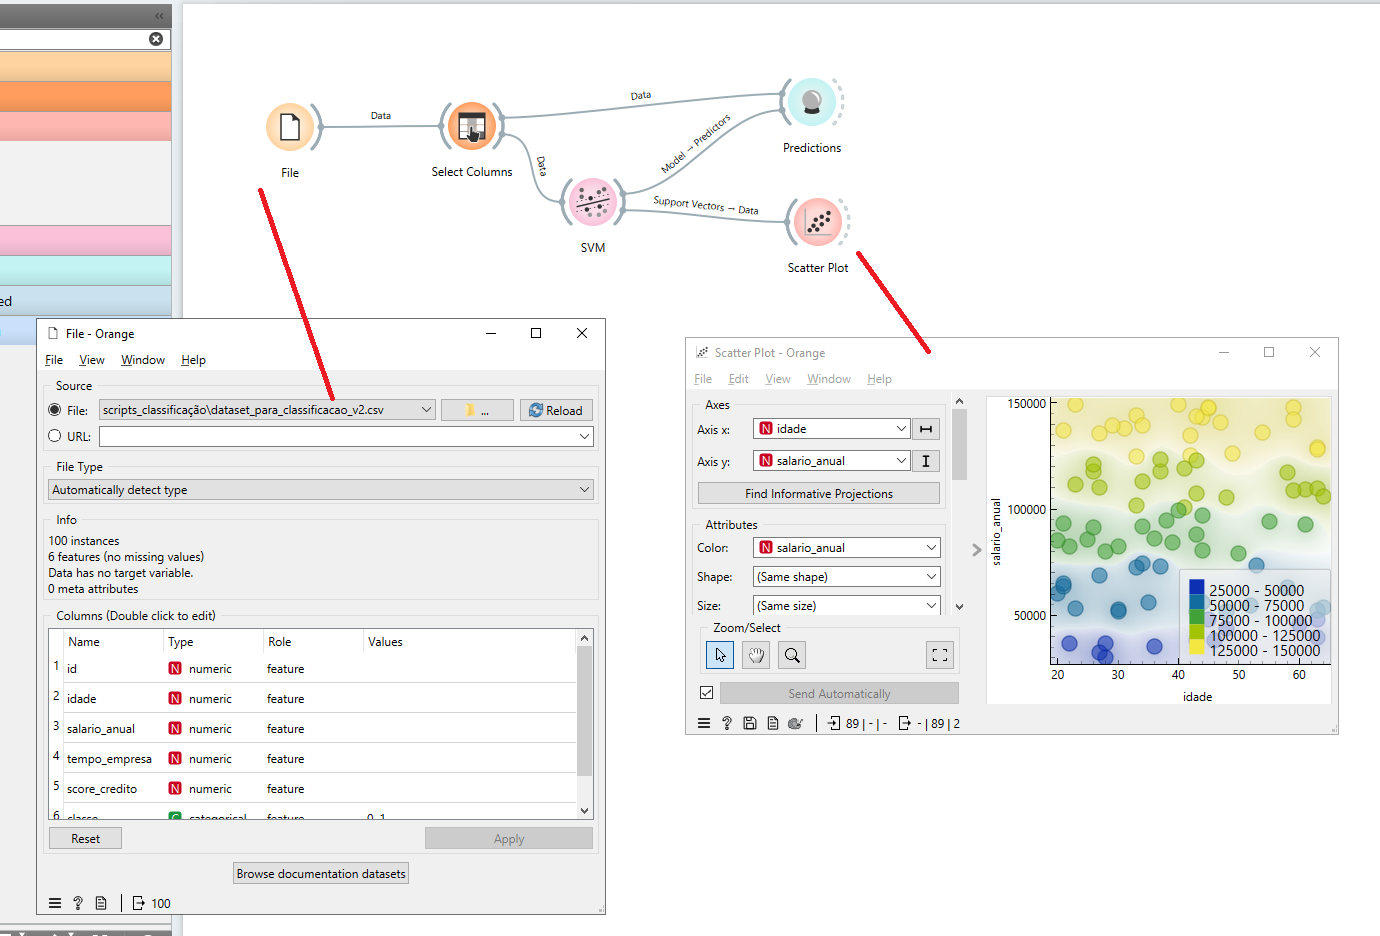 «
ed
File
Data
Select Columns
Data
Data
SVM
Model → Predictors
Support Vectors → Data
Predictions
Scatter Plot
File - Orange
File View Window Help
Source
File: scripts_classificação\dataset_para_classificacao_v2.csv ... Reload
URL:
File Type
Automatically detect type
Info
100 instances
6 features (no missing values)
Data has no target variable.
0 meta attributes
Columns (Double click to edit)
Name Type Role Values
1 id N numeric feature
2 idade N numeric feature
3 salario_anual N numeric feature
4 tempo_empresa N numeric feature
5 score_credito N numeric feature
6 classe C categorical feature 0, 1
Reset Apply
Browse documentation datasets
? 100
Scatter Plot - Orange
File Edit View Window Help
Axes
Axis x: N idade
Axis y: N salario_anual
Find Informative Projections
Attributes
Color: N salario_anual
Shape: (Same shape)
Size: (Same size)
Zoom/Select
Send Automatically
? 89 | - | - - | 89 | 2
150000
100000
50000
salario_anual
25000 - 50000
50000 - 75000
75000 - 100000
100000 - 125000
125000 - 150000
20 30 40 50 60
idade